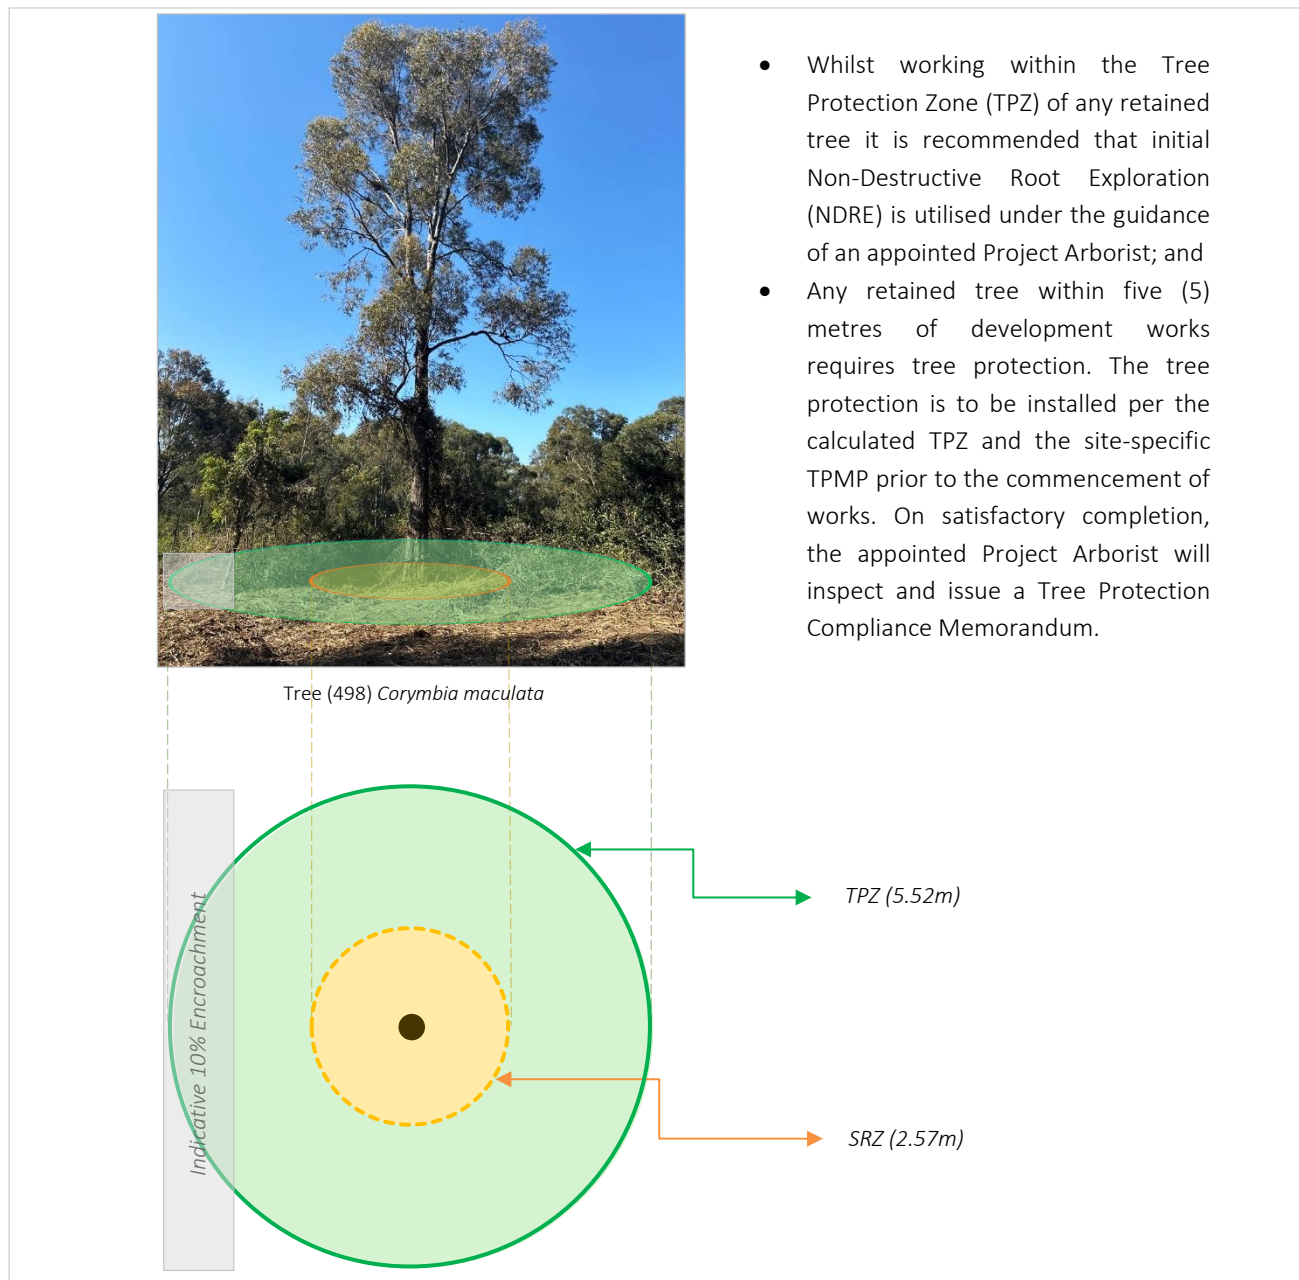 • Whilst working within the Tree
Protection Zone (TPZ) of any retained
tree it is recommended that initial
Non-Destructive Root Exploration
(NDRE) is utilised under the guidance
of an appointed Project Arborist; and
• Any retained tree within five (5)
metres of development works
requires tree protection. The tree
protection is to be installed per the
calculated TPZ and the site-specific
TPMP prior to the commencement of
works. On satisfactory completion,
the appointed Project Arborist will
inspect and issue a Tree Protection
Compliance Memorandum.
Tree (498) Corymbia maculata
Indicative 10% Encroachment
TPZ (5.52m)
SRZ (2.57m)